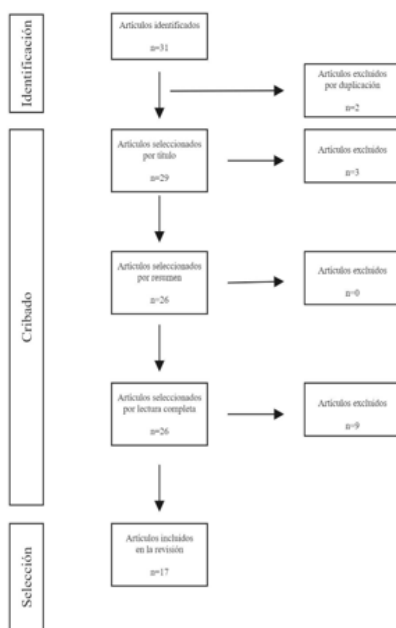 Identificación
Artículos identificados
n=31
Artículos excluidos
por duplicación
n=2
Cribado
Artículos seleccionados
por título
n=29
Artículos excluidos
n=3
Artículos seleccionados
por resumen
n=26
Artículos excluidos
n=0
Artículos seleccionados
por lectura completa
n=26
Artículos excluidos
n=9
Selección
Artículos incluidos
en la revisión
n=17